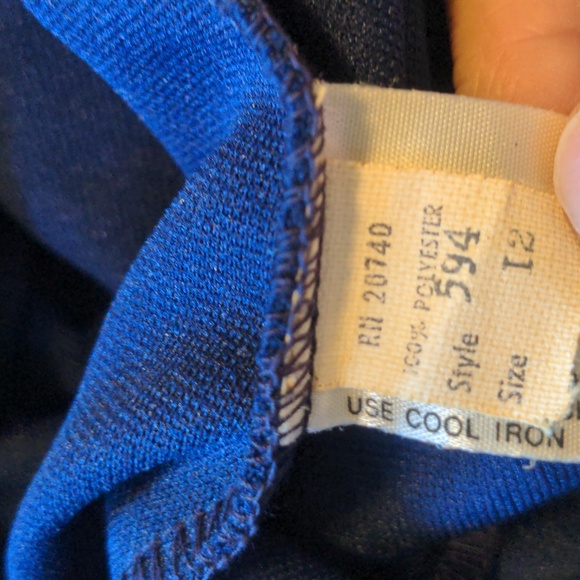 RN 20740
100% POLYESTER
Style 594
Size 12
USE COOL IRON